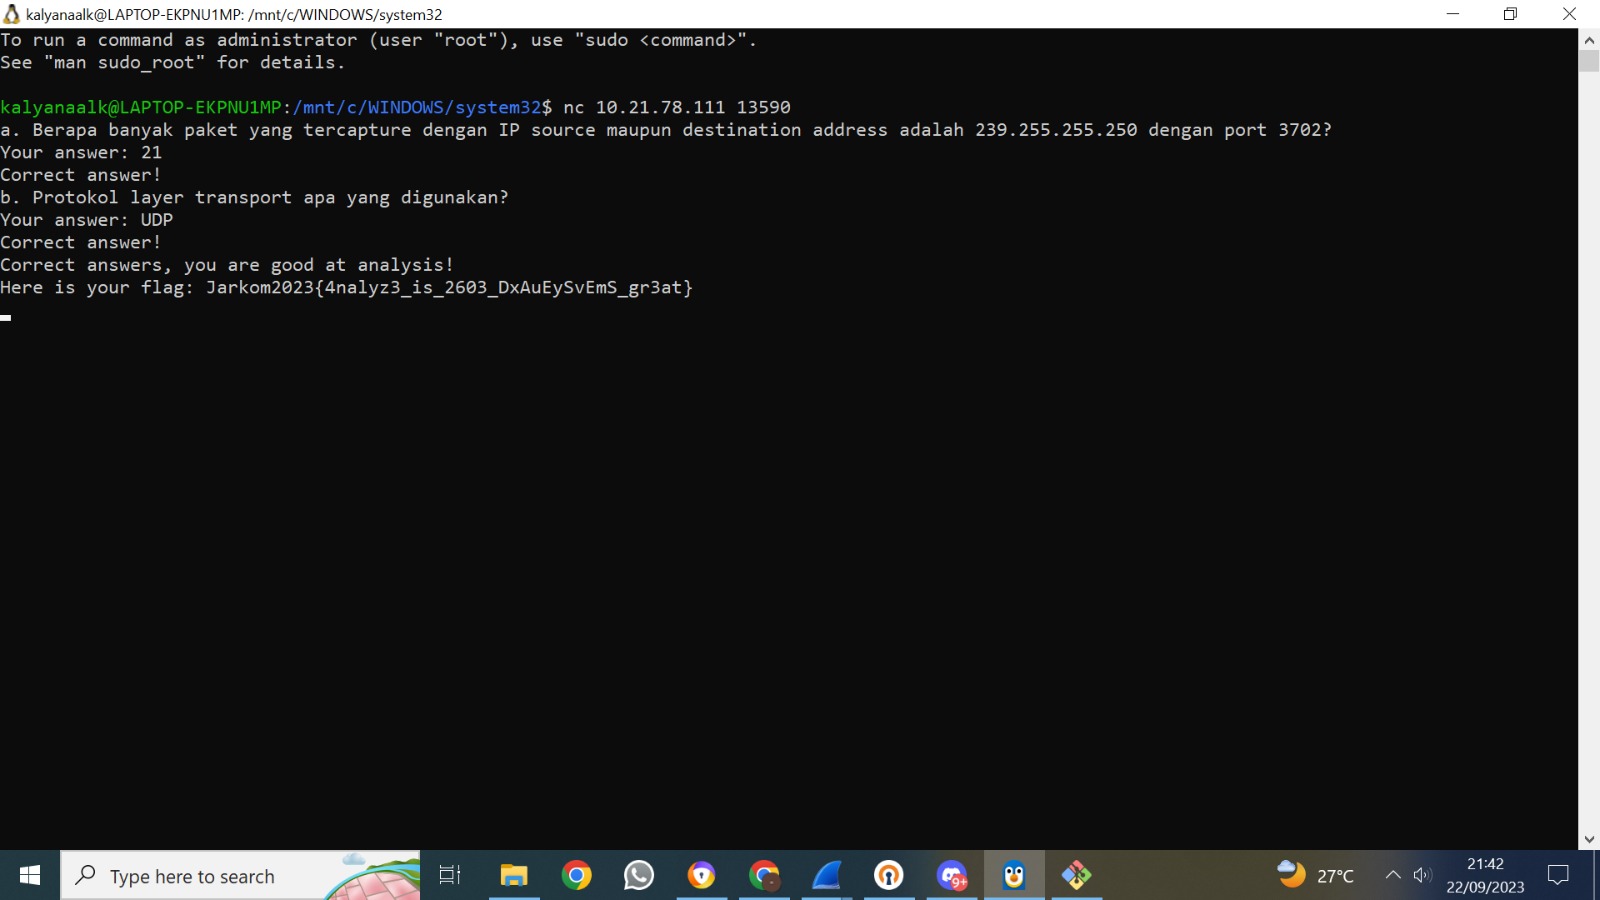 kalyanaalk@LAPTOP-EKPNU1MP: /mnt/c/WINDOWS/system32
To run a command as administrator (user "root"), use "sudo <command>".
See "man sudo_root" for details.
kalyanaalk@LAPTOP-EKPNU1MP:/mnt/c/WINDOWS/system32$ nc 10.21.78.111 13590
a. Berapa banyak paket yang tercapture dengan IP source maupun destination address adalah 239.255.255.250 dengan port 3702?
Your answer: 21
Correct answer!
b. Protokol layer transport apa yang digunakan?
Your answer: UDP
Correct answer!
Correct answers, you are good at analysis!
Here is your flag: Jarkom2023{4nalyz3_is_2603_DxAuEySvEmS_gr3at}
Type here to search
9+
27°C
21:42
22/09/2023